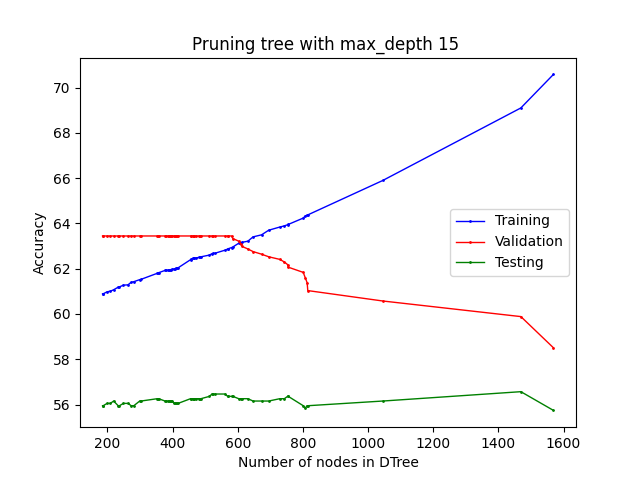 Pruning tree with max_depth 15
70
68
66
64
62
60
58
56
Accuracy
Training
Validation
Testing
200 400 600 800 1000 1200 1400 1600
Number of nodes in DTree